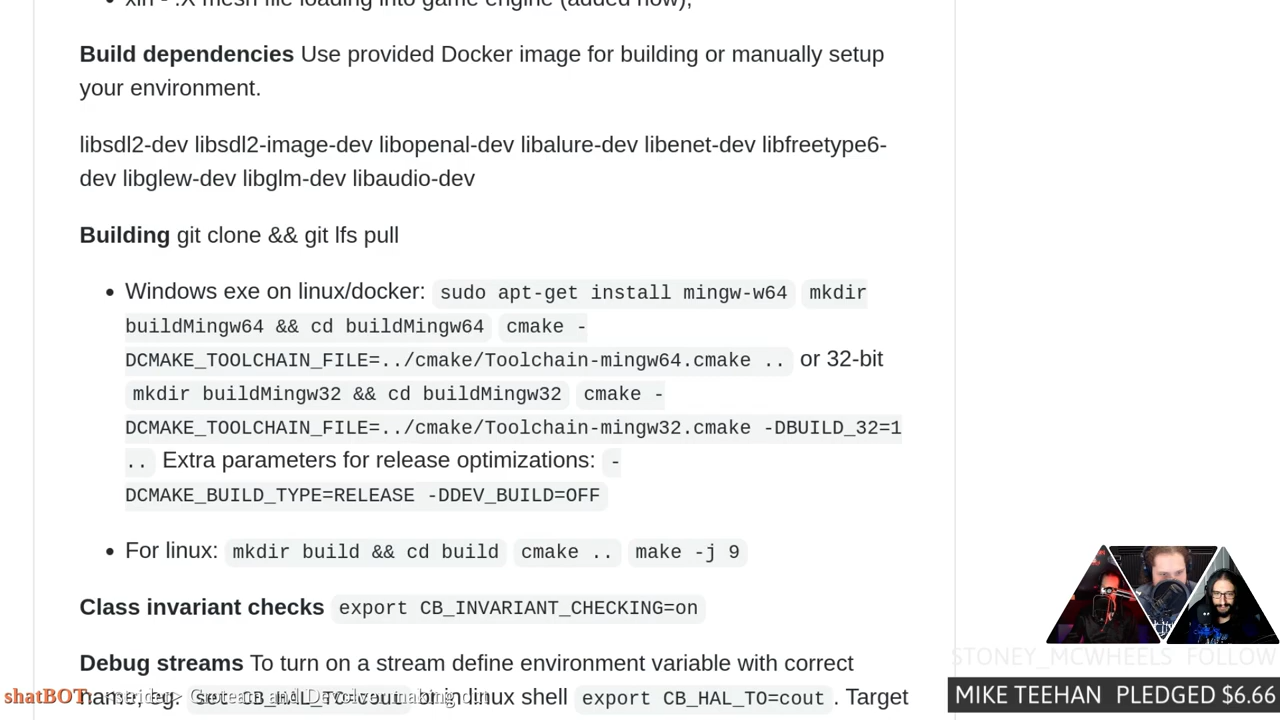 xin - .X mesh file loading into game engine (added now);
Build dependencies Use provided Docker image for building or manually setup
your environment.
libsdl2-dev libsdl2-image-dev libopenal-dev libalure-dev libenet-dev libfreetype6-
dev libglew-dev libglm-dev libaudio-dev
Building git clone && git lfs pull
• Windows exe on linux/docker: sudo apt-get install mingw-w64 mkdir
buildMingw64 && cd buildMingw64 cmake -
DCMAKE_TOOLCHAIN_FILE=../cmake/Toolchain-mingw64.cmake .. or 32-bit
mkdir buildMingw32 && cd buildMingw32 cmake -
DCMAKE_TOOLCHAIN_FILE=../cmake/Toolchain-mingw32.cmake -DBUILD_32=1
.. Extra parameters for release optimizations: -
DCMAKE_BUILD_TYPE=RELEASE -DDEV_BUILD=OFF
• For linux: mkdir build && cd build cmake .. make -j 9
Class invariant checks export CB_INVARIANT_CHECKING=on
Debug streams To turn on a stream define environment variable with correct
name, eg. set CB_HAL_TO=cout or linux shell export CB_HAL_TO=cout . Target
shatBOT
STONEY_MCWHEELS FOLLOW
MIKE TEEHAN PLEDGED $6.66